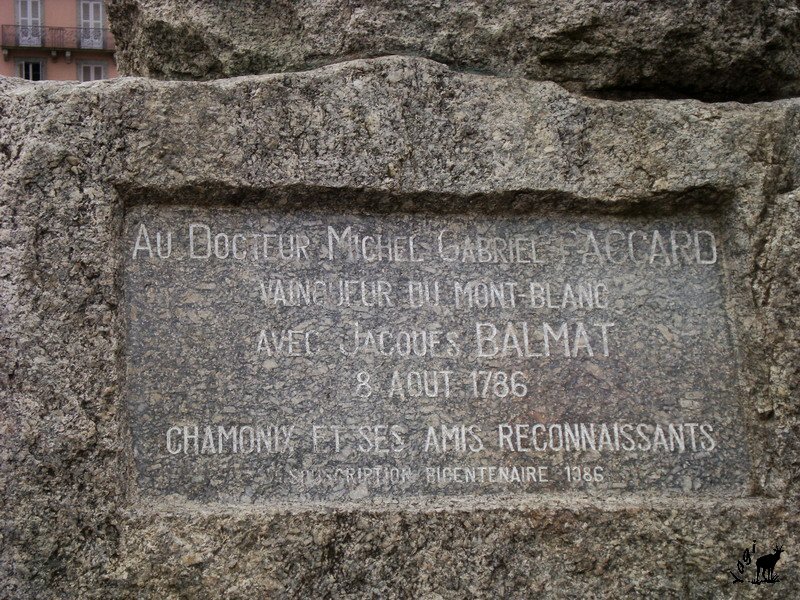 AU DOCTEUR MICHEL GABRIEL PACCARD
VAINQUEUR DU MONT-BLANC
AVEC JACQUES BALMAT
8 AOUT 1786
CHAMONIX ET SES AMIS RECONNAISSANTS
SOUSCRIPTION BICENTENAIRE 1986